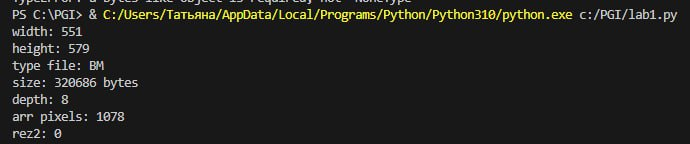 TypeError: a bytes-like object is required, not 'NoneType'
PS C:\PGI> & C:/Users/Татьяна/AppData/Local/Programs/Python/Python310/python.exe c:/PGI/lab1.py
width: 551
height: 579
type file: BM
size: 320686 bytes
depth: 8
arr pixels: 1078
rez2: 0